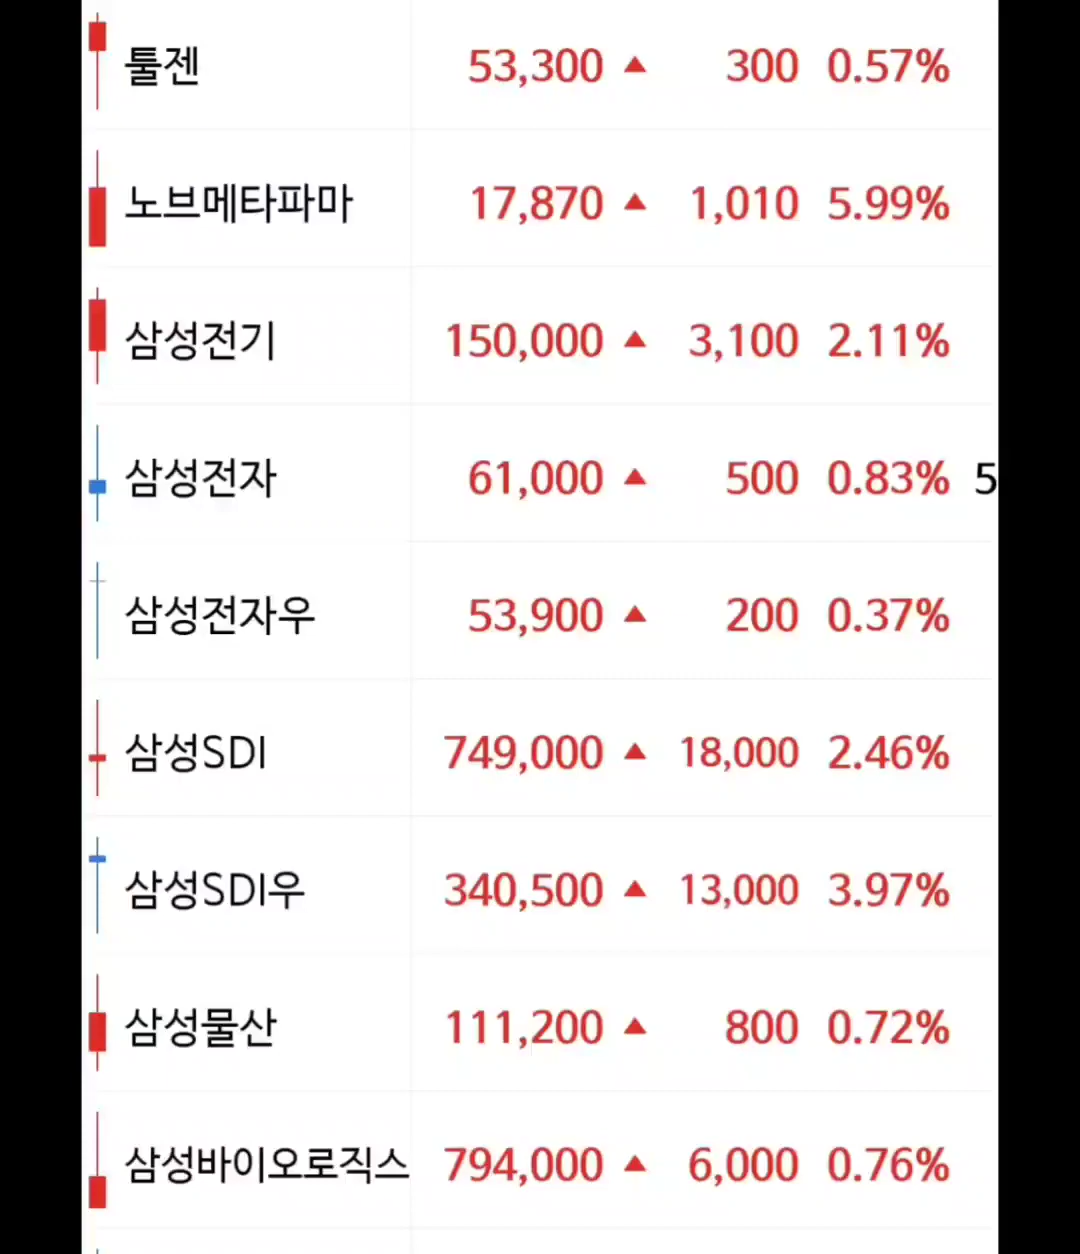 툴젠 53,300 ▲ 300 0.57%
노브메타파마 17,870 ▲ 1,010 5.99%
삼성전기 150,000 ▲ 3,100 2.11%
삼성전자 61,000 ▲ 500 0.83% 5
삼성전자우 53,900 ▲ 200 0.37%
삼성SDI 749,000 ▲ 18,000 2.46%
삼성SDI우 340,500 ▲ 13,000 3.97%
삼성물산 111,200 ▲ 800 0.72%
삼성바이오로직스 794,000 ▲ 6,000 0.76%